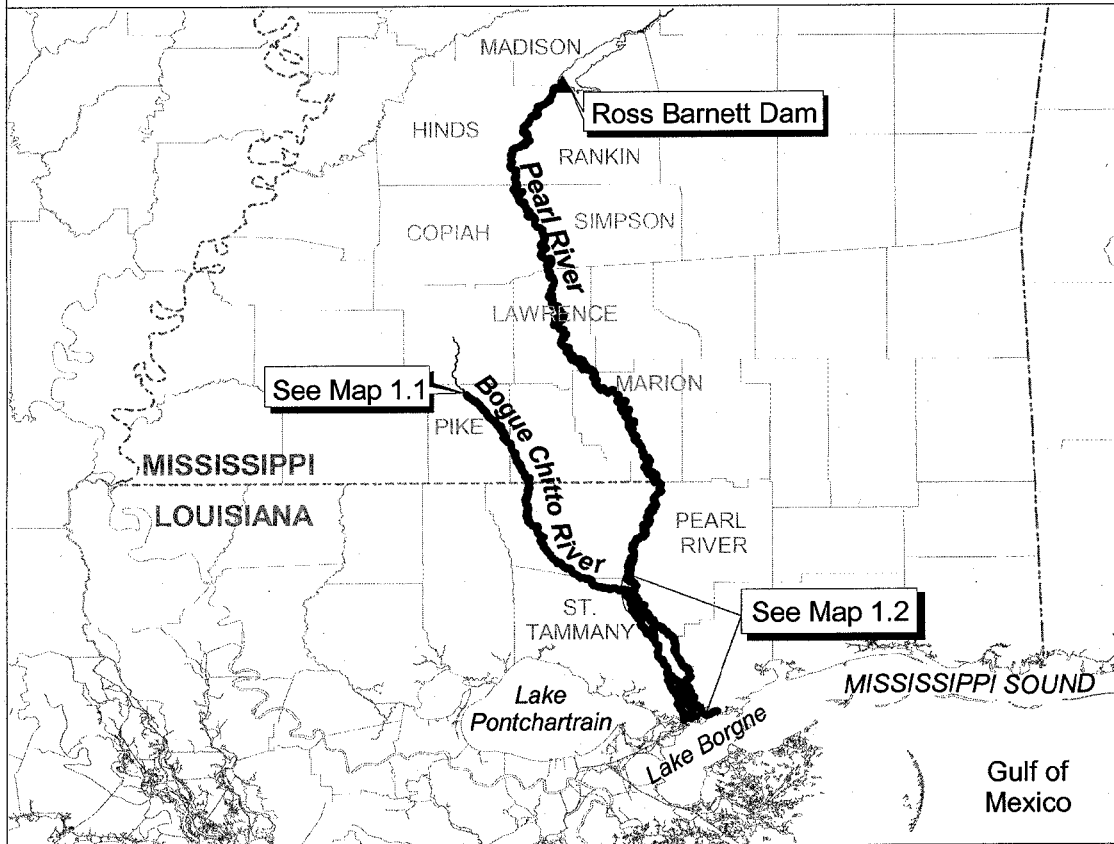 MADISON
Ross Barnett Dam
HINDS
RANKIN
Pearl River
COPIAH
SIMPSON
LAWRENCE
See Map 1.1
MARION
PIKE
Bogue Chitto River
MISSISSIPPI
LOUISIANA
PEARL
RIVER
See Map 1.2
ST.
TAMMANY
MISSISSIPPI SOUND
Lake
Pontchartrain
Lake Borgne
Gulf of
Mexico